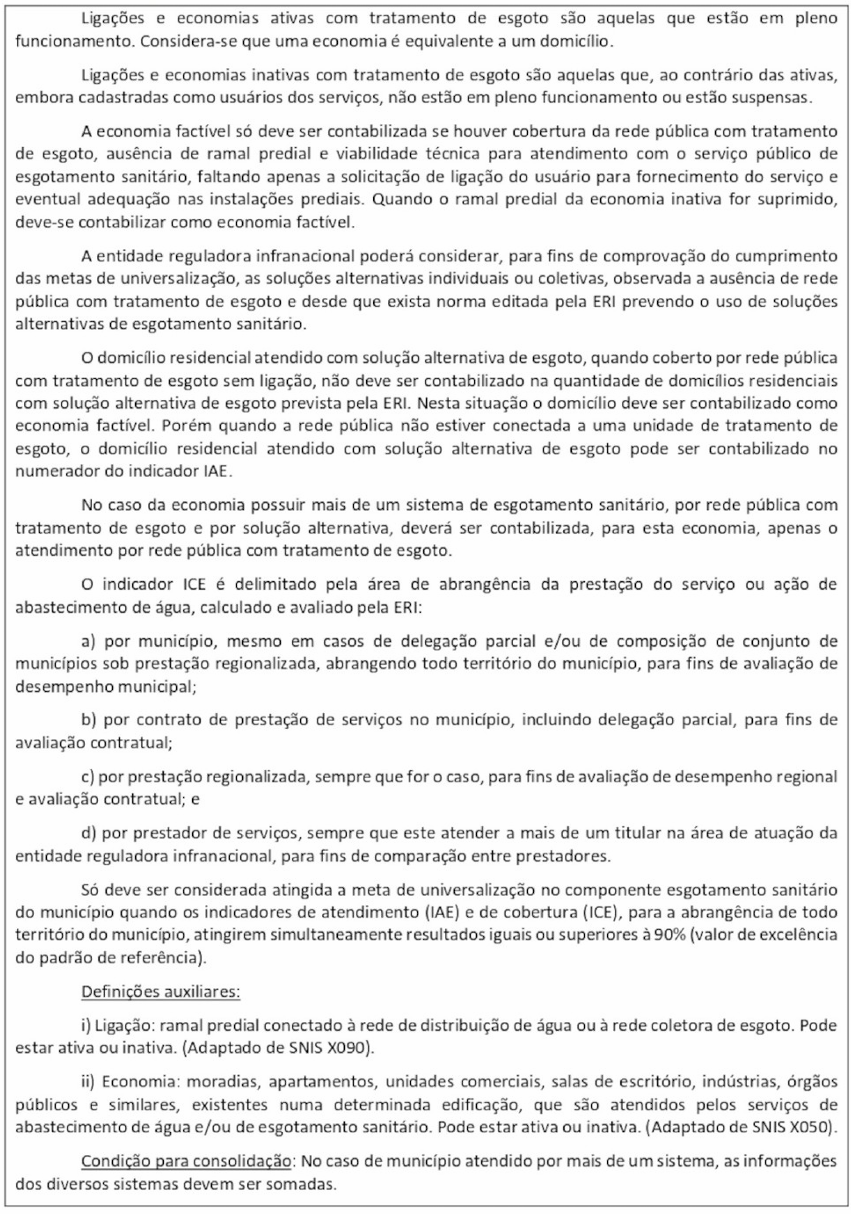 Ligações e economias ativas com tratamento de esgoto são aquelas que estão em pleno
funcionamento. Considera-se que uma economia é equivalente a um domicílio.
Ligações e economias inativas com tratamento de esgoto são aquelas que, ao contrário das ativas,
embora cadastradas como usuários dos serviços, não estão em pleno funcionamento ou estão suspensas.
A economia factível só deve ser contabilizada se houver cobertura da rede pública com tratamento
de esgoto, ausência de ramal predial e viabilidade técnica para atendimento com o serviço público de
esgotamento sanitário, faltando apenas a solicitação de ligação do usuário para fornecimento do serviço e
eventual adequação nas instalações prediais. Quando o ramal predial da economia inativa for suprimido,
deve-se contabilizar como economia factível.
A entidade reguladora infranacional poderá considerar, para fins de comprovação do cumprimento
das metas de universalização, as soluções alternativas individuais ou coletivas, observada a ausência de rede
pública com tratamento de esgoto e desde que exista norma editada pela ERI prevendo o uso de soluções
alternativas de esgotamento sanitário.
O domicílio residencial atendido com solução alternativa de esgoto, quando coberto por rede pública
com tratamento de esgoto sem ligação, não deve ser contabilizado na quantidade de domicílios residenciais
com solução alternativa de esgoto prevista pela ERI. Nesta situação o domicílio deve ser contabilizado como
economia factível. Porém quando a rede pública não estiver conectada a uma unidade de tratamento de
esgoto, o domicílio residencial atendido com solução alternativa de esgoto pode ser contabilizado no
numerador do indicador IAE.
No caso da economia possuir mais de um sistema de esgotamento sanitário, por rede pública com
tratamento de esgoto e por solução alternativa, deverá ser contabilizada, para esta economia, apenas o
atendimento por rede pública com tratamento de esgoto.
O indicador ICE é delimitado pela área de abrangência da prestação do serviço ou ação de
abastecimento de água, calculado e avaliado pela ERI:
a) por município, mesmo em casos de delegação parcial e/ou de composição de conjunto de
municípios sob prestação regionalizada, abrangendo todo território do município, para fins de avaliação de
desempenho municipal;
b) por contrato de prestação de serviços no município, incluindo delegação parcial, para fins de
avaliação contratual;
c) por prestação regionalizada, sempre que for o caso, para fins de avaliação de desempenho regional
e avaliação contratual; e
d) por prestador de serviços, sempre que este atender a mais de um titular na área de atuação da
entidade reguladora infranacional, para fins de comparação entre prestadores.
Só deve ser considerada atingida a meta de universalização no componente esgotamento sanitário
do município quando os indicadores de atendimento (IAE) e de cobertura (ICE), para a abrangência de todo
território do município, atingirem simultaneamente resultados iguais ou superiores à 90% (valor de excelência
do padrão de referência).
Definições auxiliares:
i) Ligação: ramal predial conectado à rede de distribuição de água ou à rede coletora de esgoto. Pode
estar ativa ou inativa. (Adaptado de SNIS X090).
ii) Economia: moradias, apartamentos, unidades comerciais, salas de escritório, indústrias, órgãos
públicos e similares, existentes numa determinada edificação, que são atendidos pelos serviços de
abastecimento de água e/ou de esgotamento sanitário. Pode estar ativa ou inativa. (Adaptado de SNIS X050).
Condição para consolidação: No caso de município atendido por mais de um sistema, as informações
dos diversos sistemas devem ser somadas.